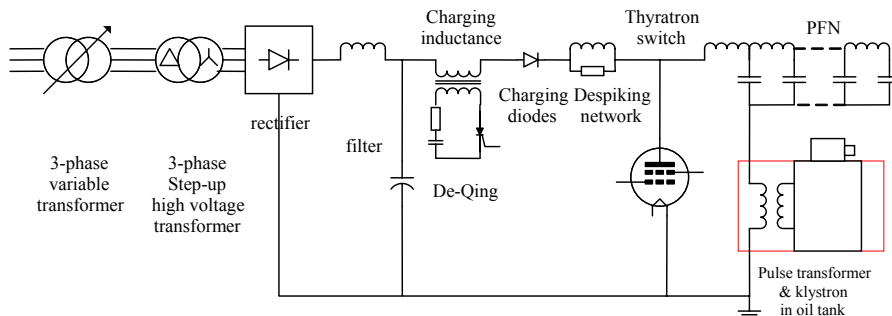 Charging
inductance
Thyratron
switch
PFN
rectifier
filter
Charging
diodes
Despiking
network
De-Qing
3-phase
variable
transformer
3-phase
Step-up
high voltage
transformer
Pulse transformer
& klystron
in oil tank